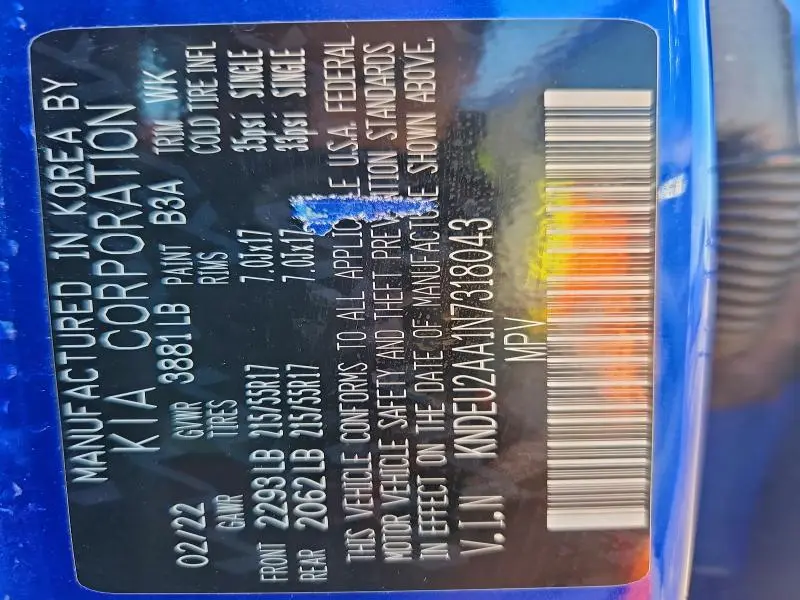 MANUFACTURED IN KOREA BY
KIA CORPORATION
02/22 GVWR 3881LB PAINT B3A TRIM WK
GAWR TIRES RIMS COLD TIRE INFL
FRONT 2293LB 215/55R17 7.0JX17 35psi SINGLE
REAR 2062LB 215/55R17 7.0JX17 33psi SINGLE
THIS VEHICLE CONFORMS TO ALL APPLIC LE U.S.A. FEDERAL
MOTOR VEHICLE SAFETY AND THEFT PREV TION STANDARDS
IN EFFECT ON THE DATE OF MANUFACTURE SHOWN ABOVE.
V.I.N KNDEU2AA1N7318043
MPV